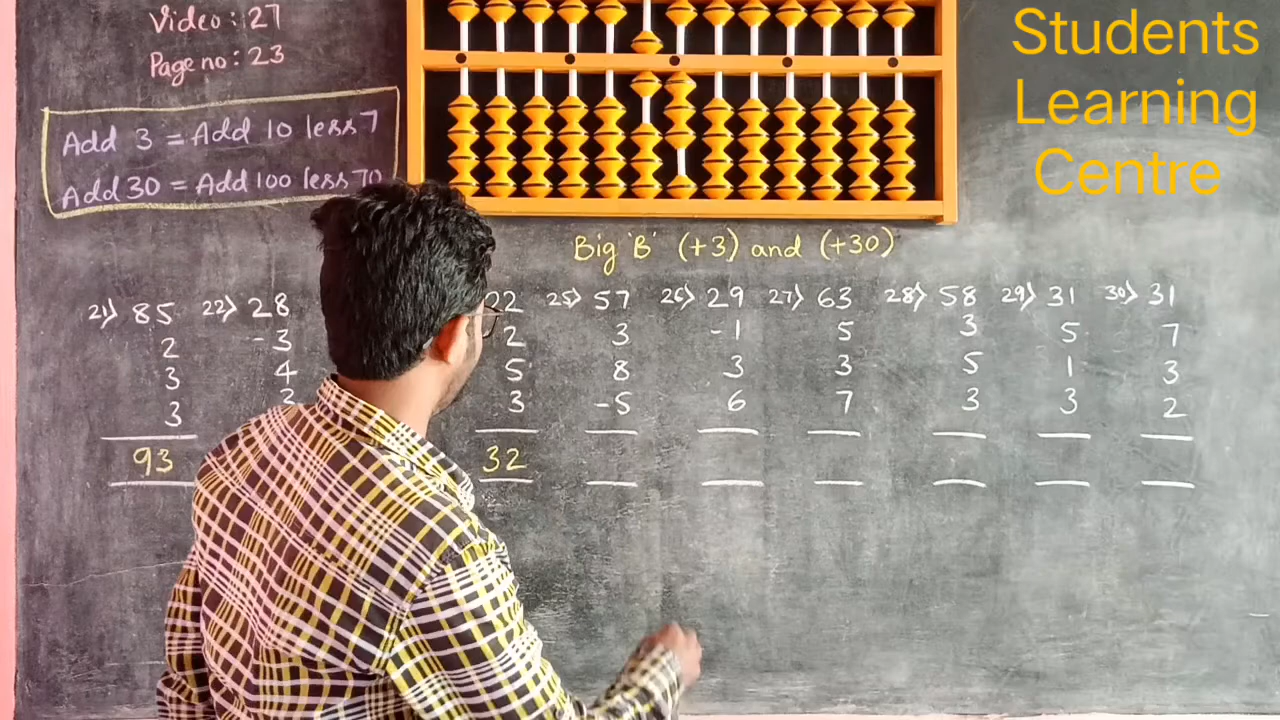 Video: 27
Page no: 23
Students
Learning
Centre
Add 3 = Add 10 less 7
Add 30 = Add 100 less 70
Big 'B' (+3) and (+30)
21) 85 22) 28 22 25) 57 26) 29 27) 63 28) 58 29) 31 30) 31
2 -3 2 3 -1 5 3 5 7
3 4 5 8 3 3 5 1 3
3 3 -5 6 7 3 3 2
93 32